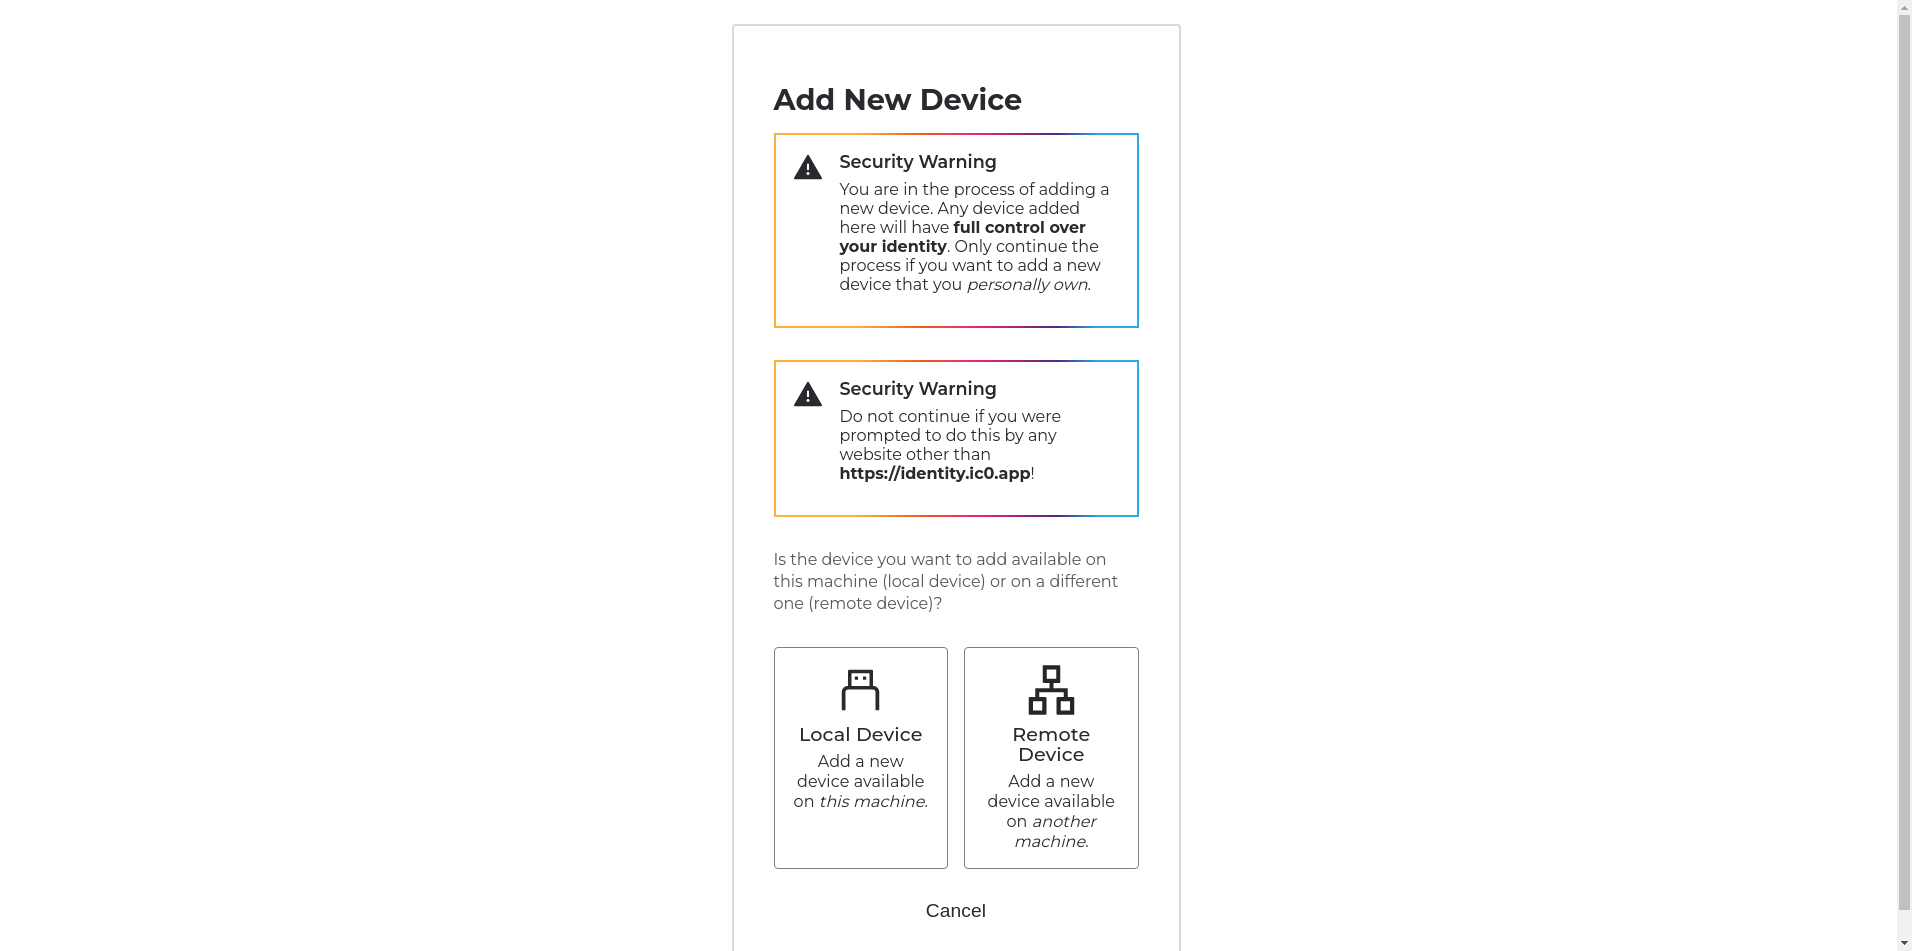 Add New Device
Security Warning
You are in the process of adding a
new device. Any device added
here will have full control over
your identity. Only continue the
process if you want to add a new
device that you personally own.
Security Warning
Do not continue if you were
prompted to do this by any
website other than
https://identity.ic0.app!
Is the device you want to add available on
this machine (local device) or on a different
one (remote device)?
Local Device
Add a new
device available
on this machine.
Remote
Device
Add a new
device available
on another
machine.
Cancel